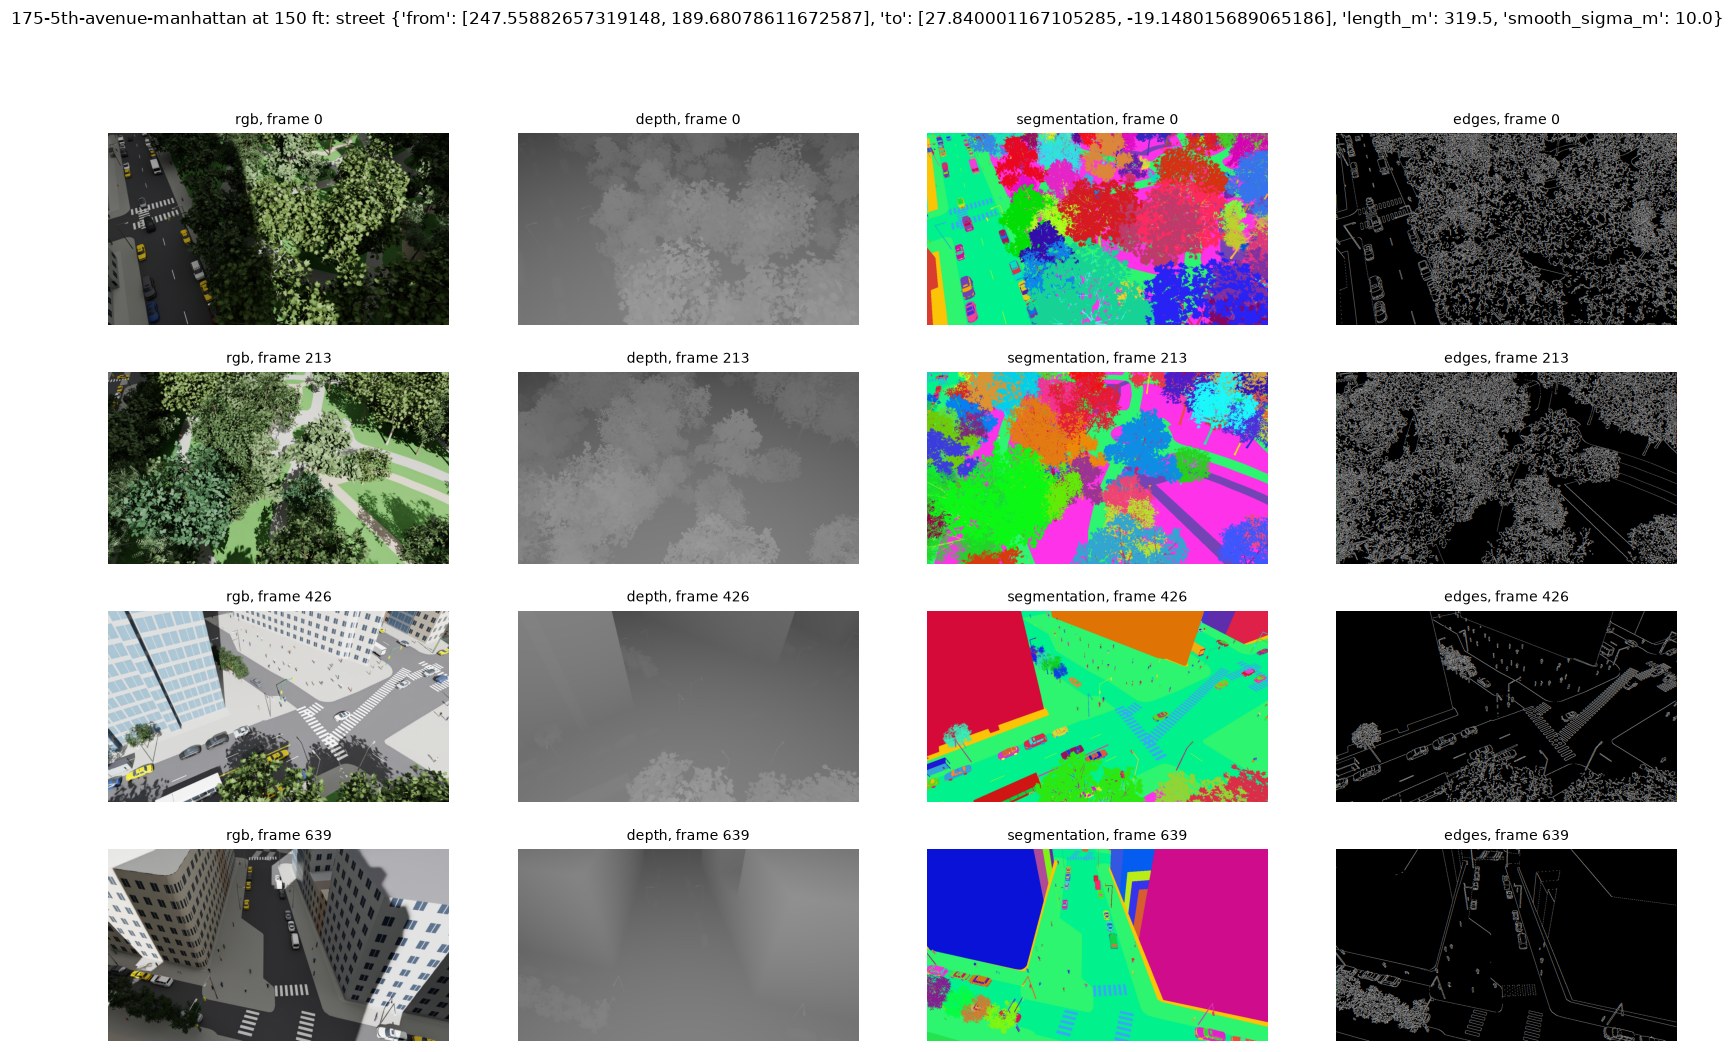 175-5th-avenue-manhattan at 150 ft: street {'from': [247.55882657319148, 189.68078611672587], 'to': [27.840001167105285, -19.148015689065186], 'length_m': 319.5, 'smooth_sigma_m': 10.0}
rgb, frame 0 depth, frame 0 segmentation, frame 0 edges, frame 0
rgb, frame 213 depth, frame 213 segmentation, frame 213 edges, frame 213
rgb, frame 426 depth, frame 426 segmentation, frame 426 edges, frame 426
rgb, frame 639 depth, frame 639 segmentation, frame 639 edges, frame 639